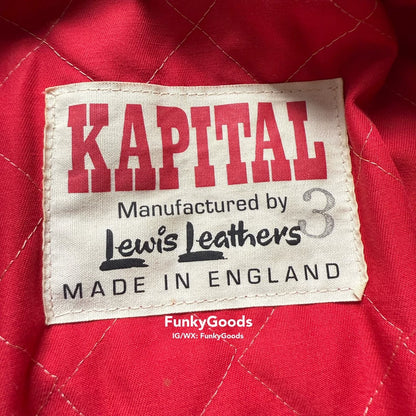 KAPITAL
Manufactured by
Lewis Leathers 3
MADE IN ENGLAND
FunkyGoods
IG/WX: FunkyGoods